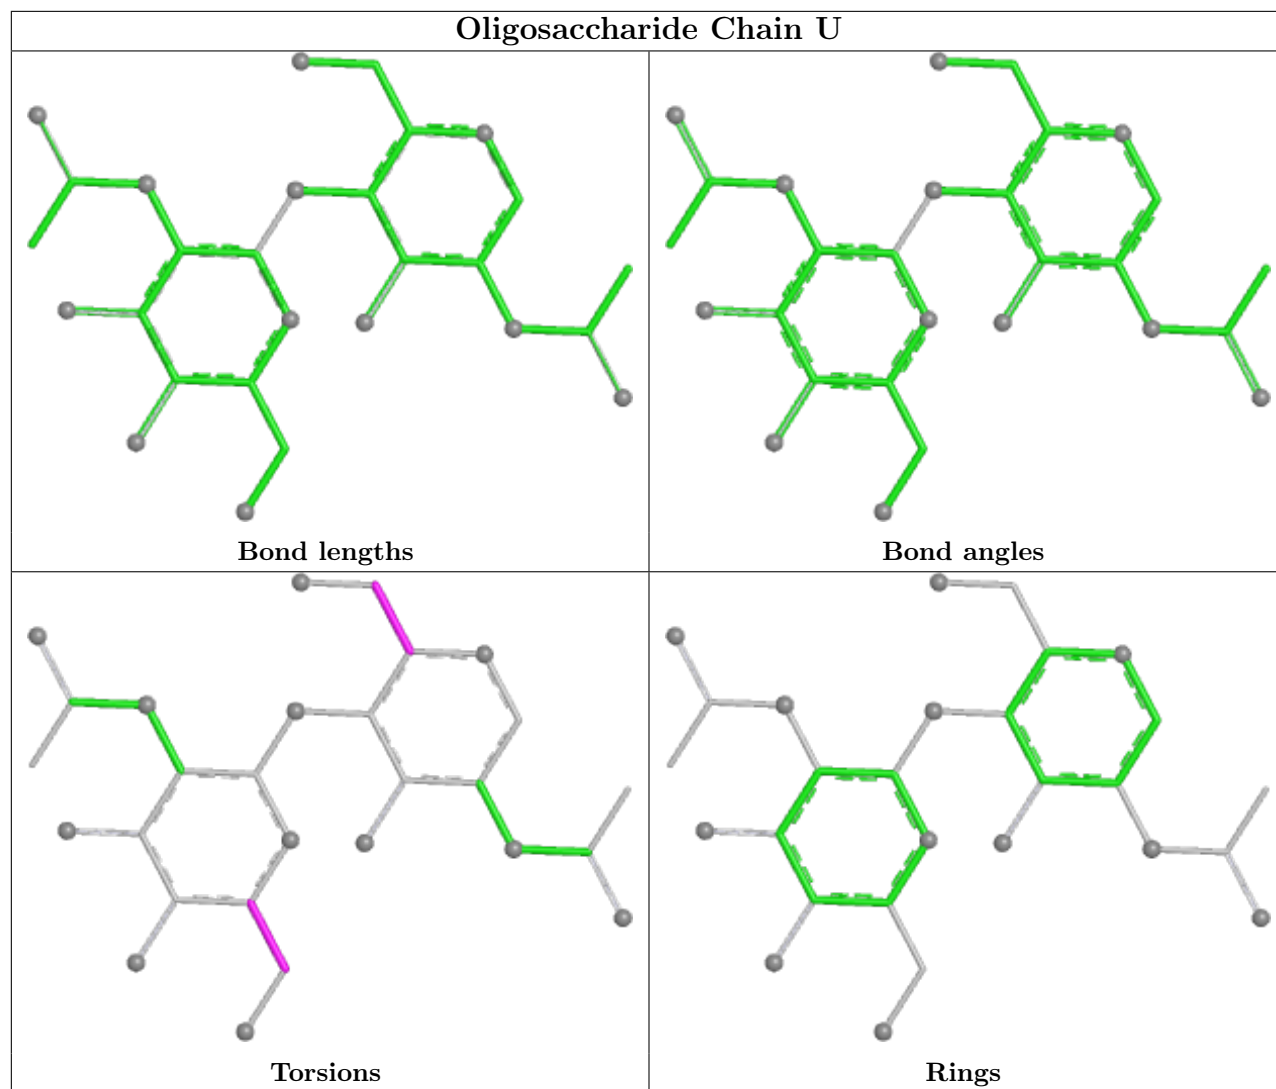 Oligosaccharide Chain U
Bond lengths
Bond angles
Torsions
Rings